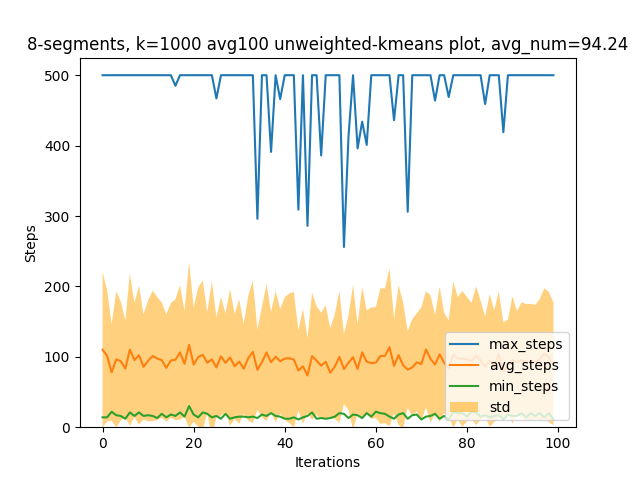 8-segments, k=1000 avg100 unweighted-kmeans plot, avg_num=94.24
500
400
300
200
100
0
Steps
0 20 40 60 80 100
Iterations
max_steps
avg_steps
min_steps
std